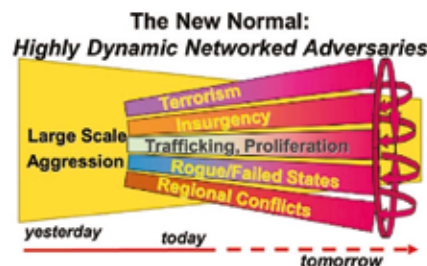 The New Normal:
Highly Dynamic Networked Adversaries
Terrorism
Insurgency
Large Scale
Aggression
Trafficking, Proliferation
Rogue/Failed States
Regional Conflicts
yesterday
today
tomorrow